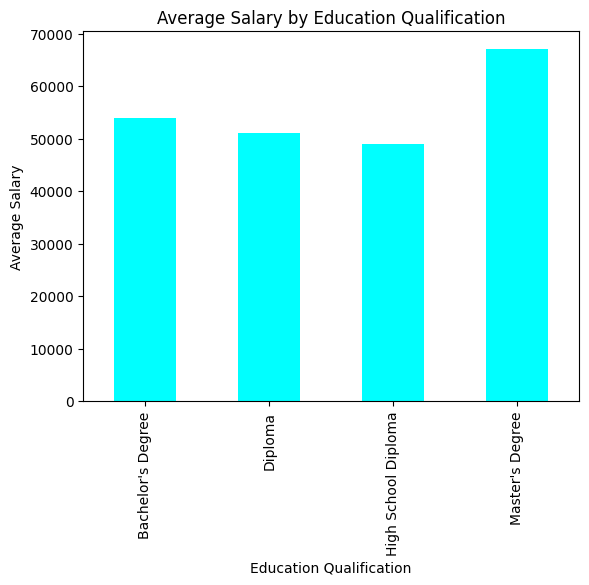 Average Salary by Education Qualification
Average Salary
70000
60000
50000
40000
30000
20000
10000
0
Bachelor's Degree
Diploma
High School Diploma
Master's Degree
Education Qualification